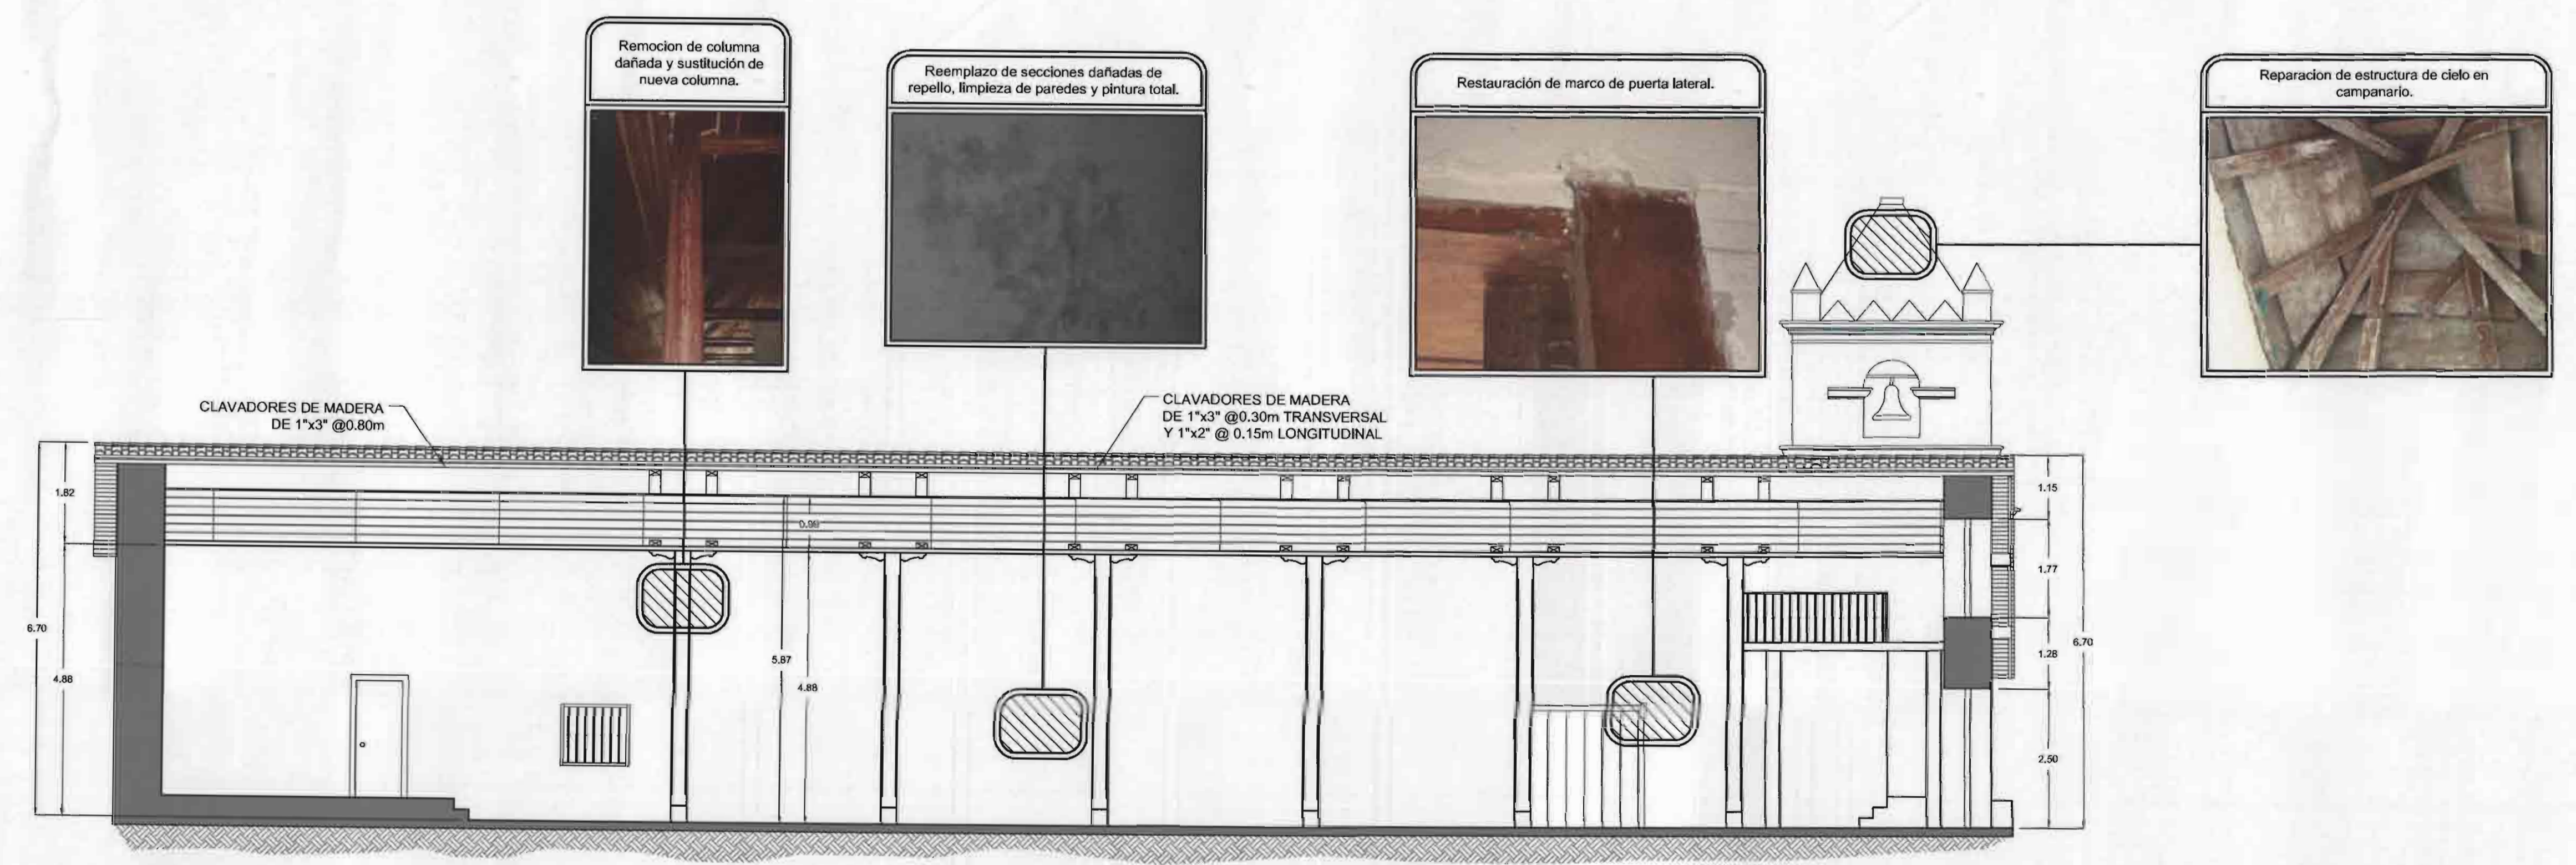 Remocion de columna
dañada y sustitución de
nueva columna.
Reemplazo de secciones dañadas de
repello, limpieza de paredes y pintura total.
Restauración de marco de puerta lateral.
Reparacion de estructura de cielo en
campanario.
CLAVADORES DE MADERA
DE 1"x3" @0.80m
CLAVADORES DE MADERA
DE 1"x3" @0.30m TRANSVERSAL
Y 1"x2" @ 0.15m LONGITUDINAL
1.82
6.70
4.88
0.98
5.87
4.88
1.15
1.77
1.28
6.70
2.50